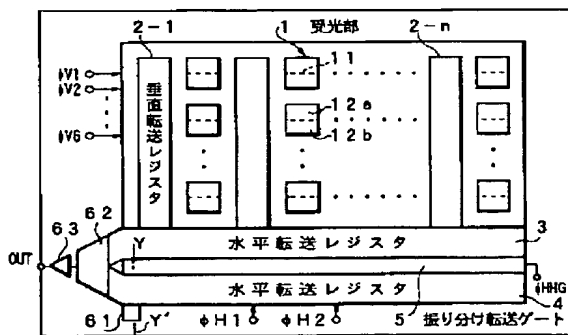 2-1
受光部
1
2-n
11
φV1
φV2
φV6
12a
12b
垂直転送レジスタ
62
63
OUT
Y
水平転送レジスタ
3
φHHG
水平転送レジスタ
4
61
Y'
φH1
φH2
5
振り分け転送ゲート